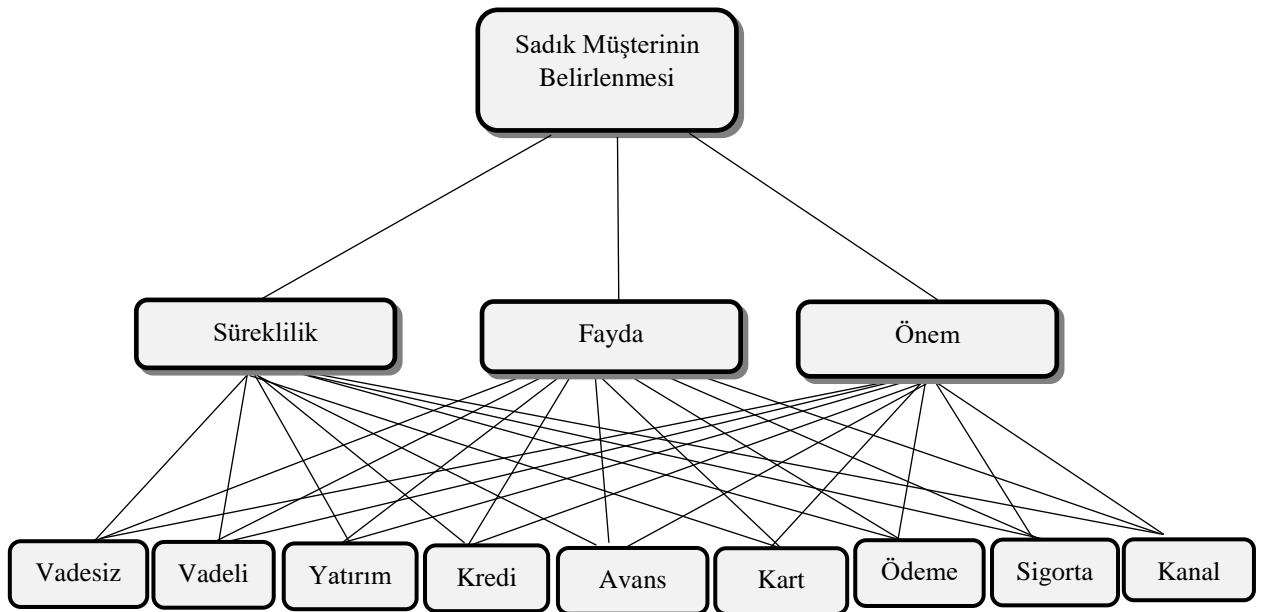 Sadık Müşterinin
Belirlenmesi
Süreklilik
Fayda
Önem
Vadesiz
Vadeli
Yatırım
Kredi
Avans
Kart
Ödeme
Sigorta
Kanal